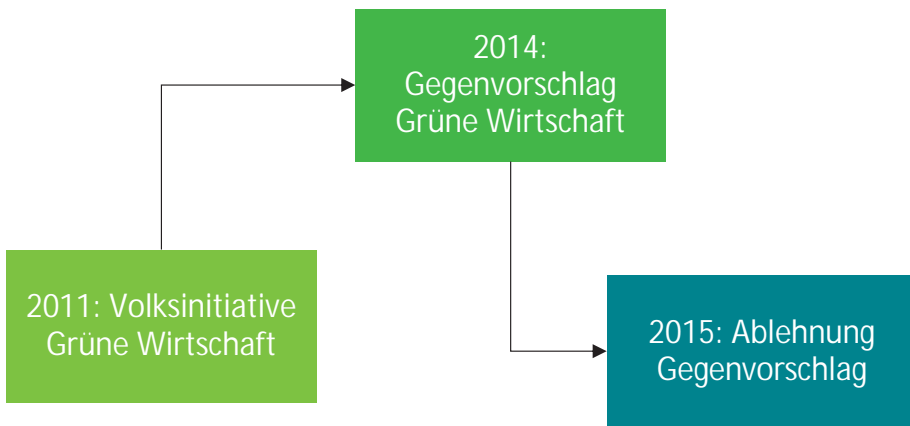 2014:
Gegenvorschlag
Grüne Wirtschaft
2011: Volksinitiative
Grüne Wirtschaft
2015: Ablehnung
Gegenvorschlag